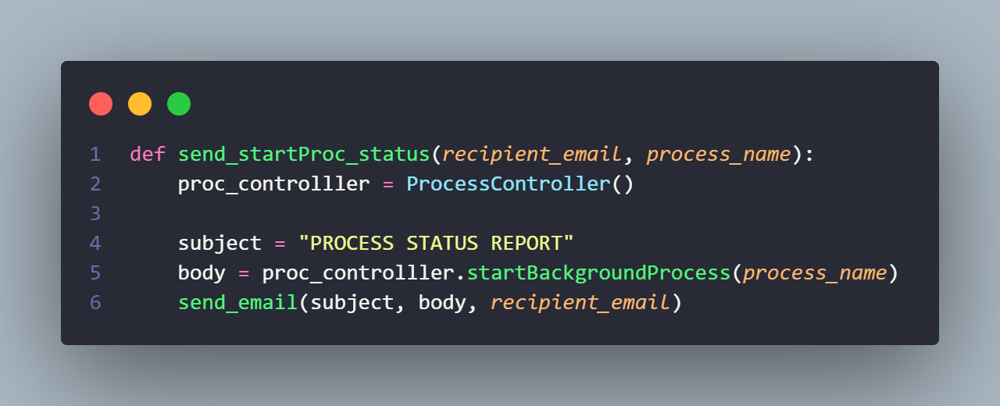 1 def send_startProc_status(recipient_email, process_name):
2     proc_controlller = ProcessController()
3
4     subject = "PROCESS STATUS REPORT"
5     body = proc_controlller.startBackgroundProcess(process_name)
6     send_email(subject, body, recipient_email)